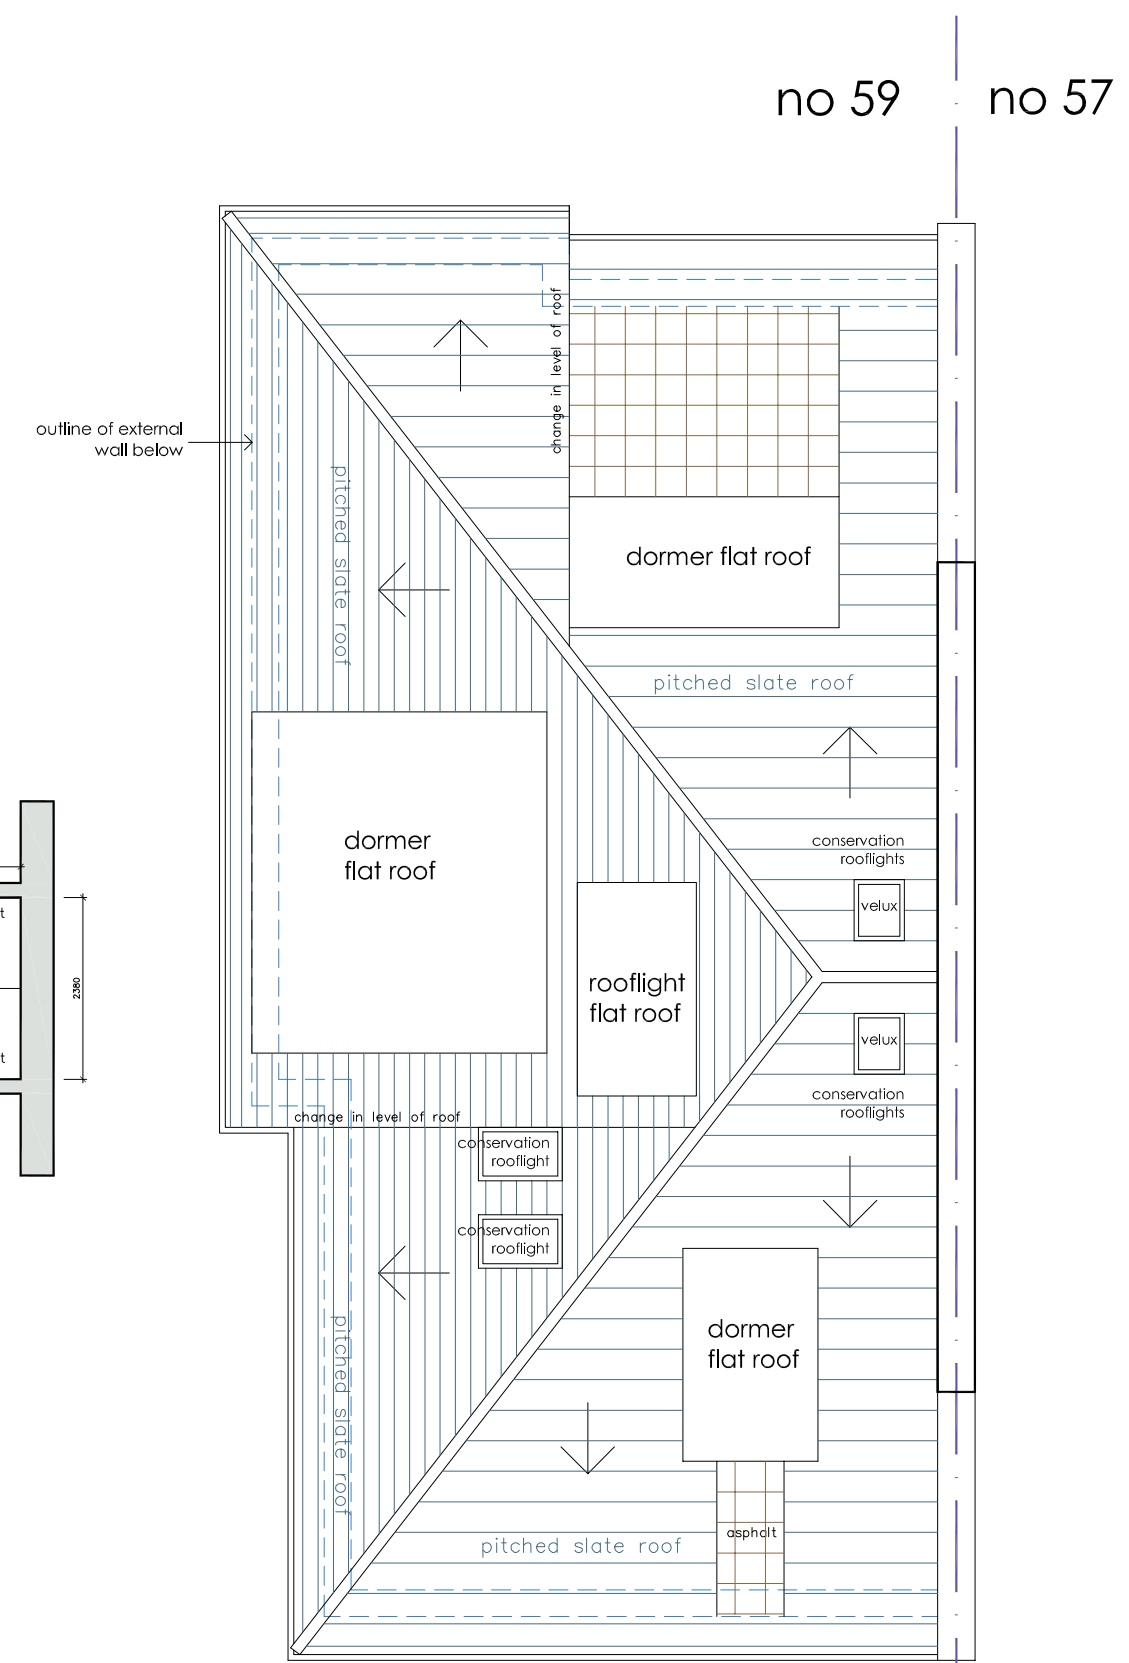 no 59
no 57
change in level of roof
outline of external
wall below
pitched slate roof
dormer flat roof
pitched slate roof
dormer
flat roof
conservation
rooflights
velux
rooflight
flat roof
velux
conservation
rooflights
2380
change in level of roof
conservation
rooflight
conservation
rooflight
dormer
flat roof
pitched slate roof
asphalt
pitched slate roof